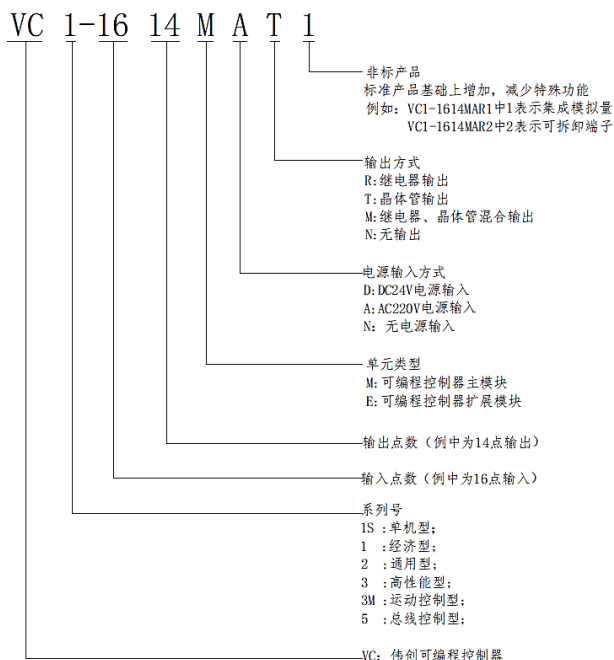 VC 1-16 14 M A T 1
非标产品
标准产品基础上增加，减少特殊功能
例如：VC1-1614MAR1中1表示集成模拟量
VC1-1614MAR2中2表示可拆卸端子
输出方式
R:继电器输出
T:晶体管输出
M:继电器、晶体管混合输出
N:无输出
电源输入方式
D:DC24V电源输入
A:AC220V电源输入
N: 无电源输入
单元类型
M:可编程控制器主模块
E:可编程控制器扩展模块
输出点数（例中为14点输出）
输入点数（例中为16点输入）
系列号
1S :单机型;
1 :经济型;
2 :通用型;
3 :高性能型;
3M :运动控制型;
5 :总线控制型;
VC: 伟创可编程控制器